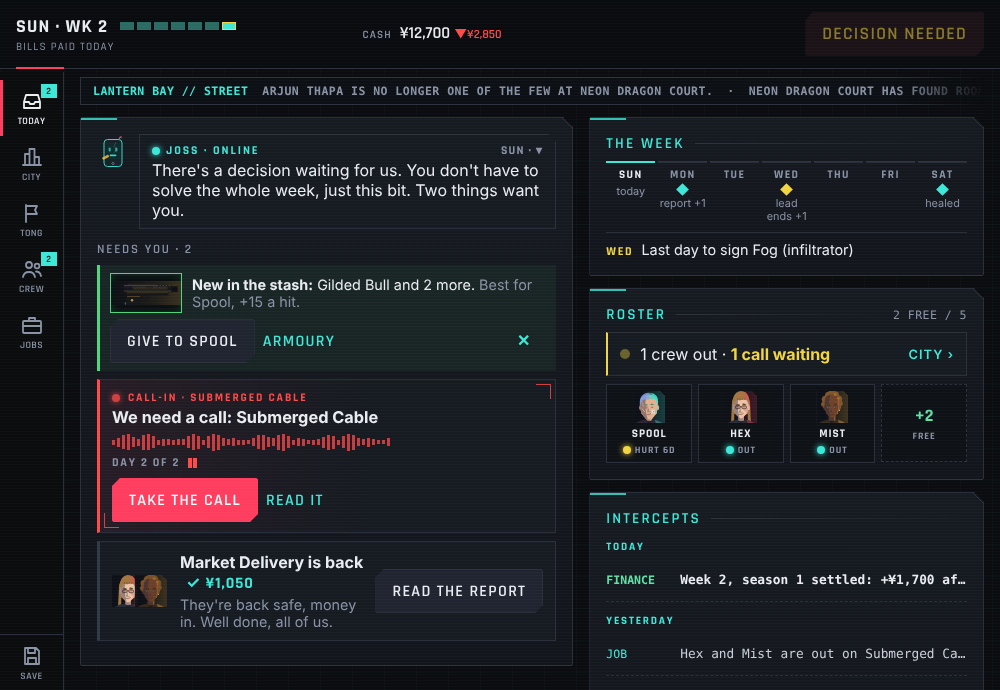 SUN · WK 2
BILLS PAID TODAY
CASH ¥12,700 ▼¥2,850
DECISION NEEDED
LANTERN BAY // STREET ARJUN THAPA IS NO LONGER ONE OF THE FEW AT NEON DRAGON COURT. · NEON DRAGON COURT HAS FOUND
2
TODAY
CITY
TONG
2
CREW
JOBS
SAVE
JOSS · ONLINE
SUN · ▼
There's a decision waiting for us. You don't have to
solve the whole week, just this bit. Two things want
you.
NEEDS YOU · 2
New in the stash: Gilded Bull and 2 more. Best for
Spool, +15 a hit.
GIVE TO SPOOL
ARMOURY
✕
CALL-IN · SUBMERGED CABLE
We need a call: Submerged Cable
DAY 2 OF 2
TAKE THE CALL
READ IT
Market Delivery is back
✓ ¥1,050
They're back safe, money
in. Well done, all of us.
READ THE REPORT
THE WEEK
SUN MON TUE WED THU FRI SAT
today
report +1
lead
ends +1
healed
WED Last day to sign Fog (infiltrator)
ROSTER
2 FREE / 5
1 crew out · 1 call waiting
CITY ›
SPOOL
HURT 6D
HEX
OUT
MIST
OUT
+2
FREE
INTERCEPTS
TODAY
FINANCE Week 2, season 1 settled: +¥1,700 af…
YESTERDAY
JOB Hex and Mist are out on Submerged Ca…